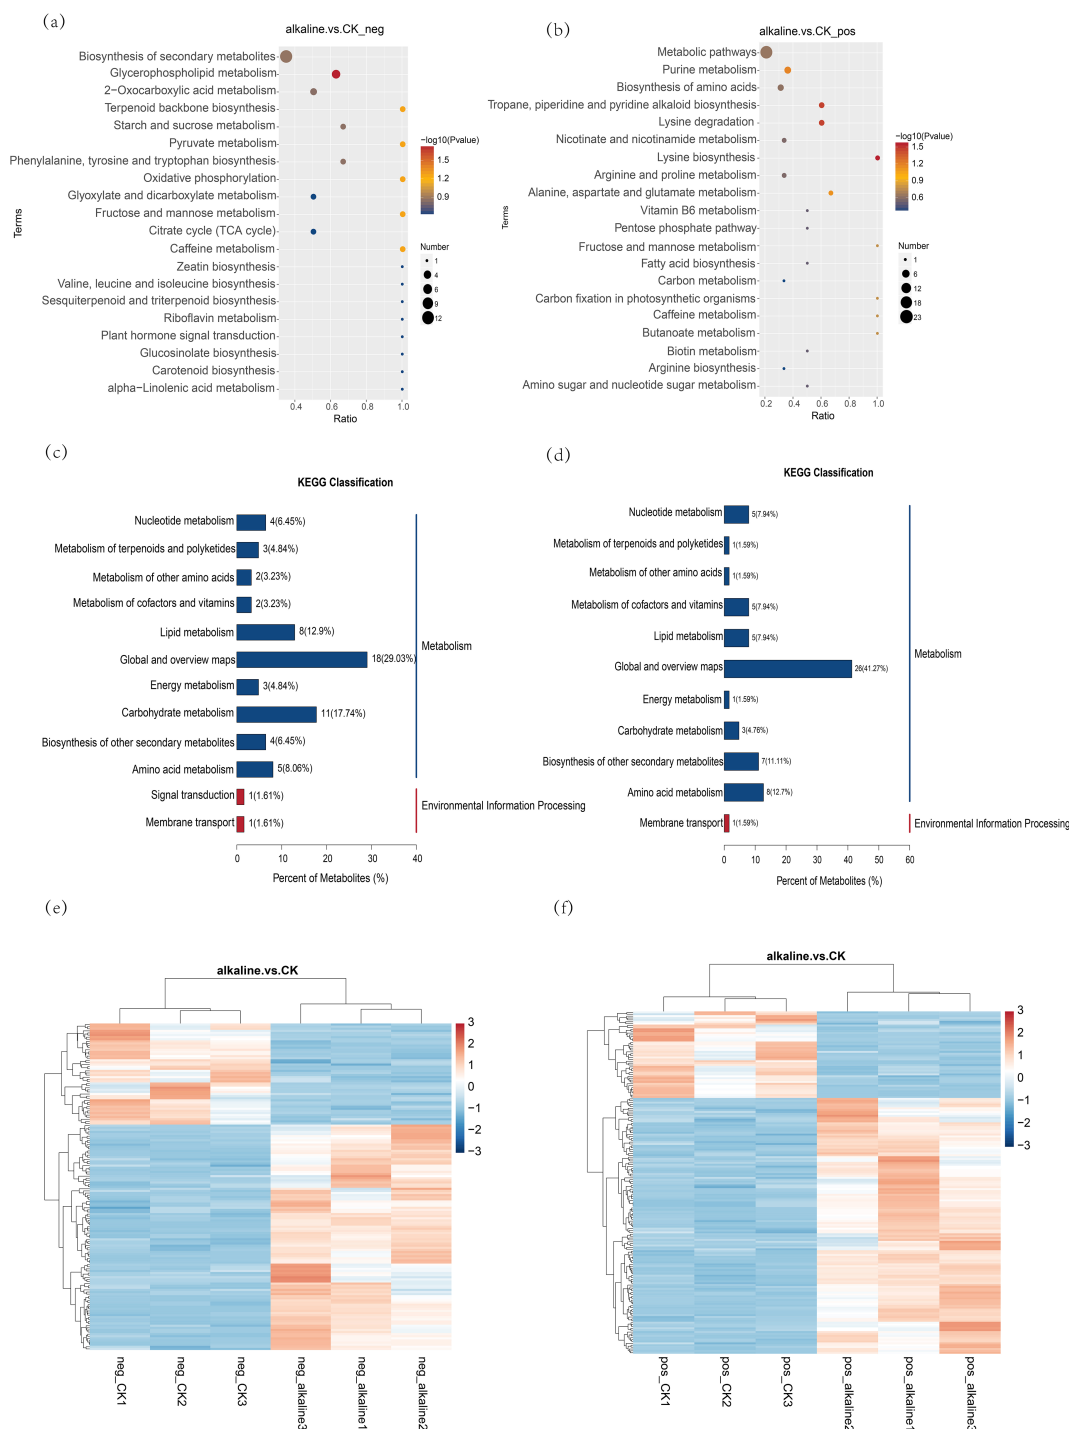 (a)
alkaline.vs.CK_neg
Biosynthesis of secondary metabolites
Glycerophospholipid metabolism
2−Oxocarboxylic acid metabolism
Terpenoid backbone biosynthesis
Starch and sucrose metabolism
Pyruvate metabolism
Phenylalanine, tyrosine and tryptophan biosynthesis
Oxidative phosphorylation
Glyoxylate and dicarboxylate metabolism
Fructose and mannose metabolism
Citrate cycle (TCA cycle)
Caffeine metabolism
Zeatin biosynthesis
Valine, leucine and isoleucine biosynthesis
Sesquiterpenoid and triterpenoid biosynthesis
Riboflavin metabolism
Plant hormone signal transduction
Glucosinolate biosynthesis
Carotenoid biosynthesis
alpha−Linolenic acid metabolism
Terms
0.4 0.6 0.8 1.0
Ratio
−log10(Pvalue)
1.5
1.2
0.9
Number
1
4
6
9
12
(b)
alkaline.vs.CK_pos
Metabolic pathways
Purine metabolism
Biosynthesis of amino acids
Tropane, piperidine and pyridine alkaloid biosynthesis
Lysine degradation
Nicotinate and nicotinamide metabolism
Lysine biosynthesis
Arginine and proline metabolism
Alanine, aspartate and glutamate metabolism
Vitamin B6 metabolism
Pentose phosphate pathway
Fructose and mannose metabolism
Fatty acid biosynthesis
Carbon metabolism
Carbon fixation in photosynthetic organisms
Caffeine metabolism
Butanoate metabolism
Biotin metabolism
Arginine biosynthesis
Amino sugar and nucleotide sugar metabolism
Terms
0.2 0.4 0.6 0.8 1.0
Ratio
−log10(Pvalue)
1.5
1.2
0.9
0.6
Number
1
6
12
18
23
(c)
KEGG Classification
Nucleotide metabolism 4(6.45%)
Metabolism of terpenoids and polyketides 3(4.84%)
Metabolism of other amino acids 2(3.23%)
Metabolism of cofactors and vitamins 2(3.23%)
Lipid metabolism 8(12.9%)
Global and overview maps 18(29.03%)
Energy metabolism 3(4.84%)
Carbohydrate metabolism 11(17.74%)
Biosynthesis of other secondary metabolites 4(6.45%)
Amino acid metabolism 5(8.06%)
Signal transduction 1(1.61%)
Membrane transport 1(1.61%)
Metabolism
Environmental Information Processing
0 10 20 30 40
Percent of Metabolites (%)
(d)
KEGG Classification
Nucleotide metabolism 5(7.94%)
Metabolism of terpenoids and polyketides 1(1.59%)
Metabolism of other amino acids 1(1.59%)
Metabolism of cofactors and vitamins 5(7.94%)
Lipid metabolism 5(7.94%)
Global and overview maps 26(41.27%)
Energy metabolism 1(1.59%)
Carbohydrate metabolism 3(4.76%)
Biosynthesis of other secondary metabolites 7(11.11%)
Amino acid metabolism 8(12.7%)
Membrane transport 1(1.59%)
Metabolism
Environmental Information Processing
0 10 20 30 40 50 60
Percent of Metabolites (%)
(e)
alkaline.vs.CK
3
2
1
0
−1
−2
−3
neg_CK1
neg_CK2
neg_CK3
neg_alkaline3
neg_alkaline1
neg_alkaline2
(f)
alkaline.vs.CK
3
2
1
0
−1
−2
−3
pos_CK1
pos_CK2
pos_CK3
pos_alkaline2
pos_alkaline1
pos_alkaline3